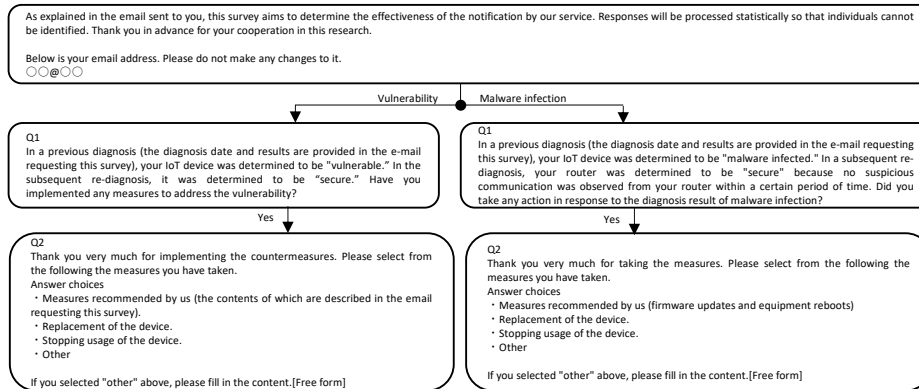 As explained in the email sent to you, this survey aims to determine the effectiveness of the notification by our service. Responses will be processed statistically so that individuals cannot
be identified. Thank you in advance for your cooperation in this research.
Below is your email address. Please do not make any changes to it.
○○@○○
Vulnerability
Malware infection
Q1
In a previous diagnosis (the diagnosis date and results are provided in the e-mail
requesting this survey), your IoT device was determined to be "vulnerable." In the
subsequent re-diagnosis, it was determined to be "secure." Have you
implemented any measures to address the vulnerability?
Q1
In a previous diagnosis (the diagnosis date and results are provided in the e-mail requesting
this survey), your IoT device was determined to be "malware infected." In a subsequent re-
diagnosis, your router was determined to be "secure" because no suspicious
communication was observed from your router within a certain period of time. Did you
take any action in response to the diagnosis result of malware infection?
Yes
Yes
Q2
Thank you very much for implementing the countermeasures. Please select from
the following the measures you have taken.
Answer choices
・Measures recommended by us (the contents of which are described in the email
requesting this survey).
・Replacement of the device.
・Stopping usage of the device.
・Other
If you selected "other" above, please fill in the content.[Free form]
Q2
Thank you very much for taking the measures. Please select from the following the
measures you have taken.
Answer choices
・Measures recommended by us (firmware updates and equipment reboots)
・Replacement of the device.
・Stopping usage of the device.
・Other
If you selected "other" above, please fill in the content.[Free form]